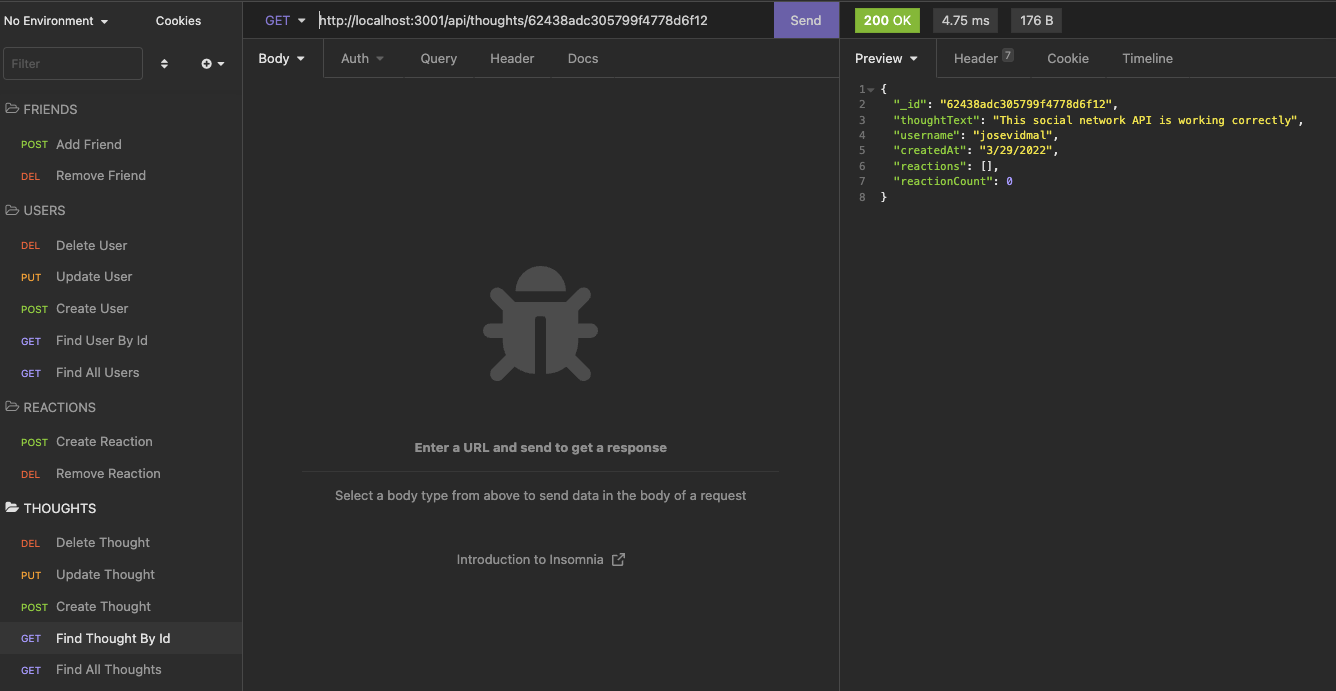 No Environment
Cookies
Filter
FRIENDS
POST Add Friend
DEL Remove Friend
USERS
DEL Delete User
PUT Update User
POST Create User
GET Find User By Id
GET Find All Users
REACTIONS
POST Create Reaction
DEL Remove Reaction
THOUGHTS
DEL Delete Thought
PUT Update Thought
POST Create Thought
GET Find Thought By Id
GET Find All Thoughts
GET http://localhost:3001/api/thoughts/62438adc305799f4778d6f12 Send
Body Auth Query Header Docs
Enter a URL and send to get a response
Select a body type from above to send data in the body of a request
Introduction to Insomnia
200 OK 4.75 ms 176 B
Preview Header 7 Cookie Timeline
1 {
2 "_id": "62438adc305799f4778d6f12",
3 "thoughtText": "This social network API is working correctly",
4 "username": "josevidmal",
5 "createdAt": "3/29/2022",
6 "reactions": [],
7 "reactionCount": 0
8 }